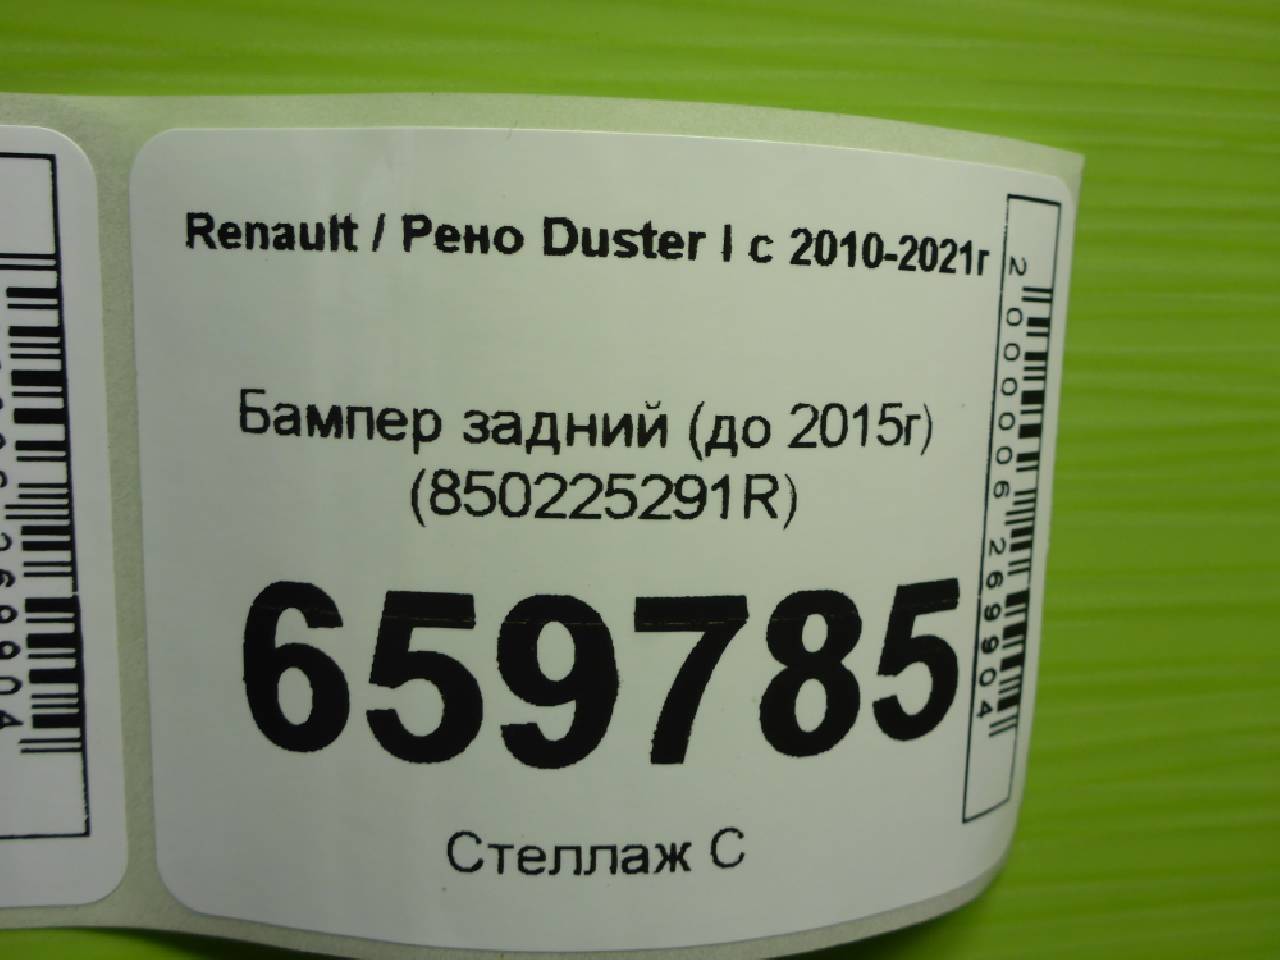 Renault / Рено Duster I с 2010-2021г
Бампер задний (до 2015г)
(850225291R)
659785
Стеллаж С
2000006269904